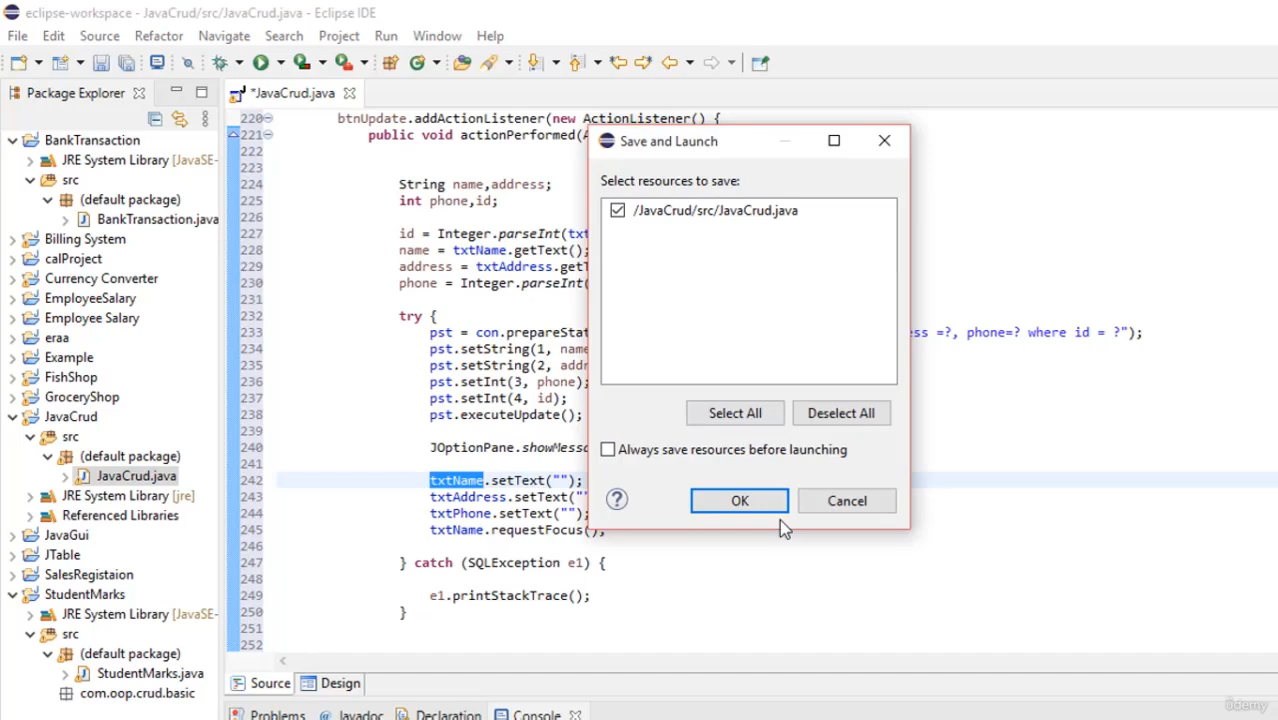 eclipse-workspace - JavaCrud/src/JavaCrud.java - Eclipse IDE
File Edit Source Refactor Navigate Search Project Run Window Help
Package Explorer
*JavaCrud.java
BankTransaction
JRE System Library [JavaSE-
src
(default package)
BankTransaction.java
Billing System
calProject
Currency Converter
EmployeeSalary
Employee Salary
eraa
Example
FishShop
GroceryShop
JavaCrud
src
(default package)
JavaCrud.java
JRE System Library [jre]
Referenced Libraries
JavaGui
JTable
SalesRegistaion
StudentMarks
JRE System Library [JavaSE-
src
(default package)
StudentMarks.java
com.oop.crud.basic
220 btnUpdate.addActionListener(new ActionListener() {
221 public void actionPerformed(A
222
223
224 String name,address;
225 int phone,id;
226
227 id = Integer.parseInt(txt
228 name = txtName.getText();
229 address = txtAddress.getT
230 phone = Integer.parseInt(
231
232 try {
233 pst = con.prepareStat ss =?, phone=? where id = ?");
234 pst.setString(1, name
235 pst.setString(2, addr
236 pst.setInt(3, phone);
237 pst.setInt(4, id);
238 pst.executeUpdate();
239
240 JOptionPane.showMessa
241
242 txtName.setText("");
243 txtAddress.setText(""
244 txtPhone.setText("");
245 txtName.requestFocus();
246
247 } catch (SQLException e1) {
248
249 e1.printStackTrace();
250 }
251
252
Save and Launch
Select resources to save:
/JavaCrud/src/JavaCrud.java
Select All Deselect All
Always save resources before launching
OK Cancel
Source Design
Problems Javadoc Declaration Console
ûdemy